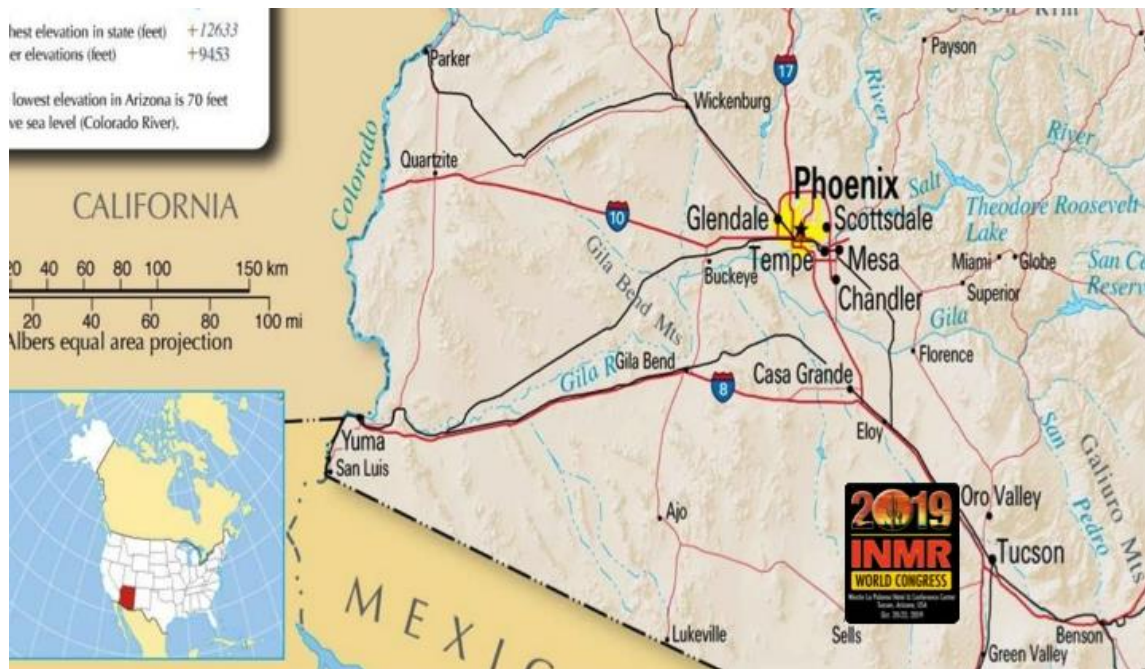 hest elevation in state (feet) +12633
er elevations (feet) +9453
lowest elevation in Arizona is 70 feet
ve sea level (Colorado River).
CALIFORNIA
20 40 60 80 100 150 km
20 40 60 80 100 mi
Albers equal area projection
Colorado
Parker
Quartzite
Wickenburg
17
River
Payson
River
10
Phoenix
Salt
Glendale
Scottsdale
Theodore Roosevelt
Lake
Tempe
Mesa
Miami
Globe
San Ca
Reserv
Buckeye
Chandler
Superior
Gila Bend Mts
Gila
Florence
Gila R
Gila Bend
8
Casa Grande
Yuma
San Luis
Eloy
San Pedro
Galiuro Mts
Ajo
Oro Valley
Tucson
2019
INMR
WORLD CONGRESS
Tucson, Arizona, USA
MEXIC
Lukeville
Sells
Benson
Green Valley